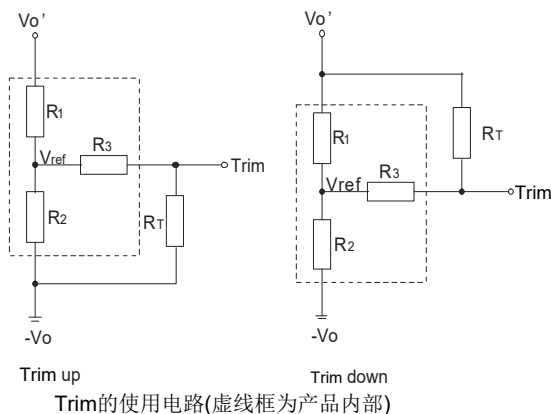 Vo'
R1
Vref
R3
Trim
R2
RT
-Vo
Trim up
Vo'
R1
RT
Vref
R3
Trim
R2
-Vo
Trim down
Trim的使用电路(虚线框为产品内部)